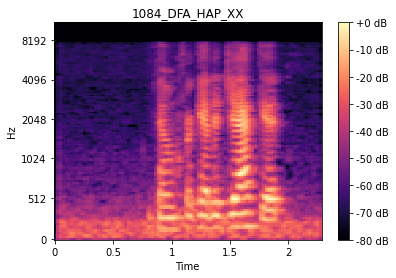 1084_DFA_HAP_XX
+0 dB
8192
-10 dB
4096
-20 dB
-30 dB
2048
Hz
-40 dB
1024
-50 dB
512
-60 dB
-70 dB
0
-80 dB
0
0.5
1
1.5
2
Time